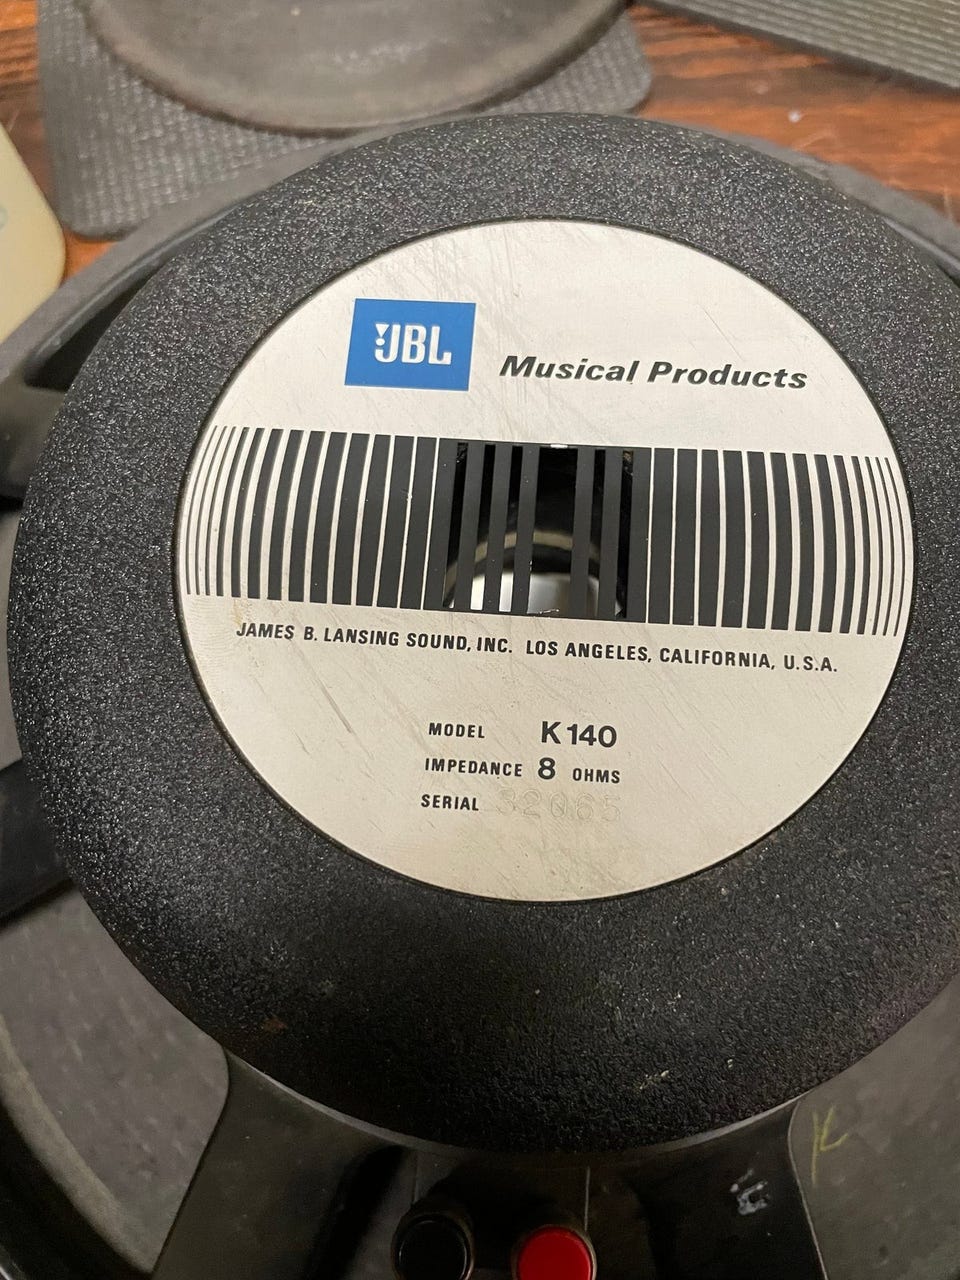 JBL
Musical Products
JAMES B. LANSING SOUND, INC. LOS ANGELES, CALIFORNIA, U.S.A.
MODEL K140
IMPEDANCE 8 OHMS
SERIAL 32065